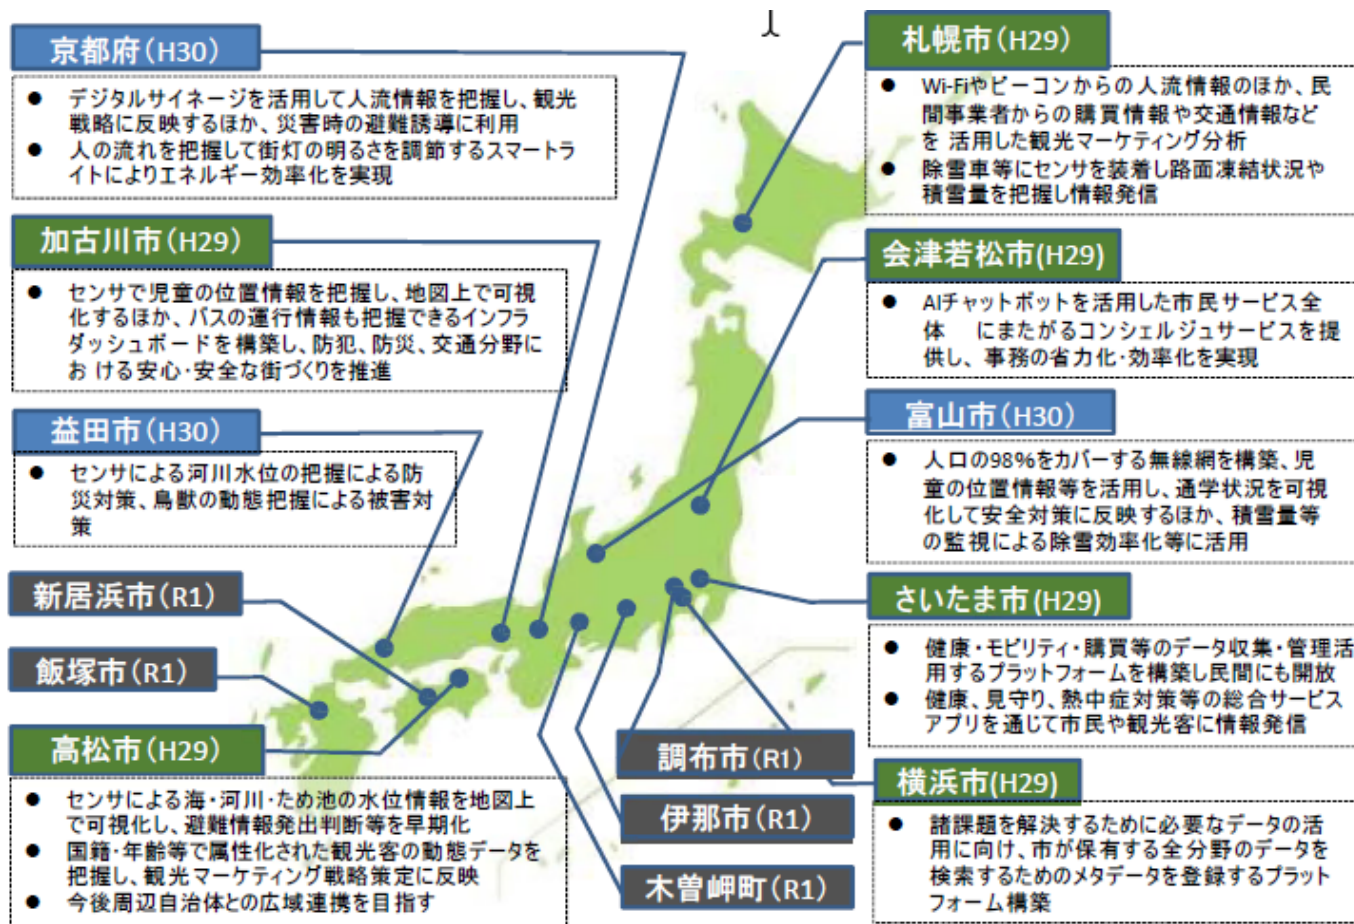 京都府(H30)
● デジタルサイネージを活用して人流情報を把握し、観光
戦略に反映するほか、災害時の避難誘導に利用
● 人の流れを把握して街灯の明るさを調節するスマートラ
イトによりエネルギー効率化を実現
加古川市(H29)
● センサで児童の位置情報を把握し、地図上で可視
化するほか、バスの運行情報も把握できるインフラ
ダッシュボードを構築し、防犯、防災、交通分野に
お ける安心・安全な街づくりを推進
益田市(H30)
● センサによる河川水位の把握による防
災対策、鳥獣の動態把握による被害対
策
新居浜市(R1)
飯塚市(R1)
高松市(H29)
● センサによる海・河川・ため池の水位情報を地図上
で可視化し、避難情報発出判断等を早期化
● 国籍・年齢等で属性化された観光客の動態データを
把握し、観光マーケティング戦略策定に反映
● 今後周辺自治体との広域連携を目指す
札幌市(H29)
● Wi-Fiやビーコンからの人流情報のほか、民
間事業者からの購買情報や交通情報など
を 活用した観光マーケティング分析
● 除雪車等にセンサを装着し路面凍結状況や
積雪量を把握し情報発信
会津若松市(H29)
● AIチャットボットを活用した市民サービス全
体 にまたがるコンシェルジュサービスを提
供し、事務の省力化・効率化を実現
富山市(H30)
● 人口の98%をカバーする無線網を構築、児
童の位置情報等を活用し、通学状況を可視
化して安全対策に反映するほか、積雪量等
の監視による除雪効率化等に活用
さいたま市(H29)
● 健康・モビリティ・購買等のデータ収集・管理活
用するプラットフォームを構築し民間にも開放
● 健康、見守り、熱中症対策等の総合サービス
アプリを通じて市民や観光客に情報発信
調布市(R1)
伊那市(R1)
木曽岬町(R1)
横浜市(H29)
● 諸課題を解決するために必要なデータの活
用に向け、市が保有する全分野のデータを
検索するためのメタデータを登録するプラット
フォーム構築